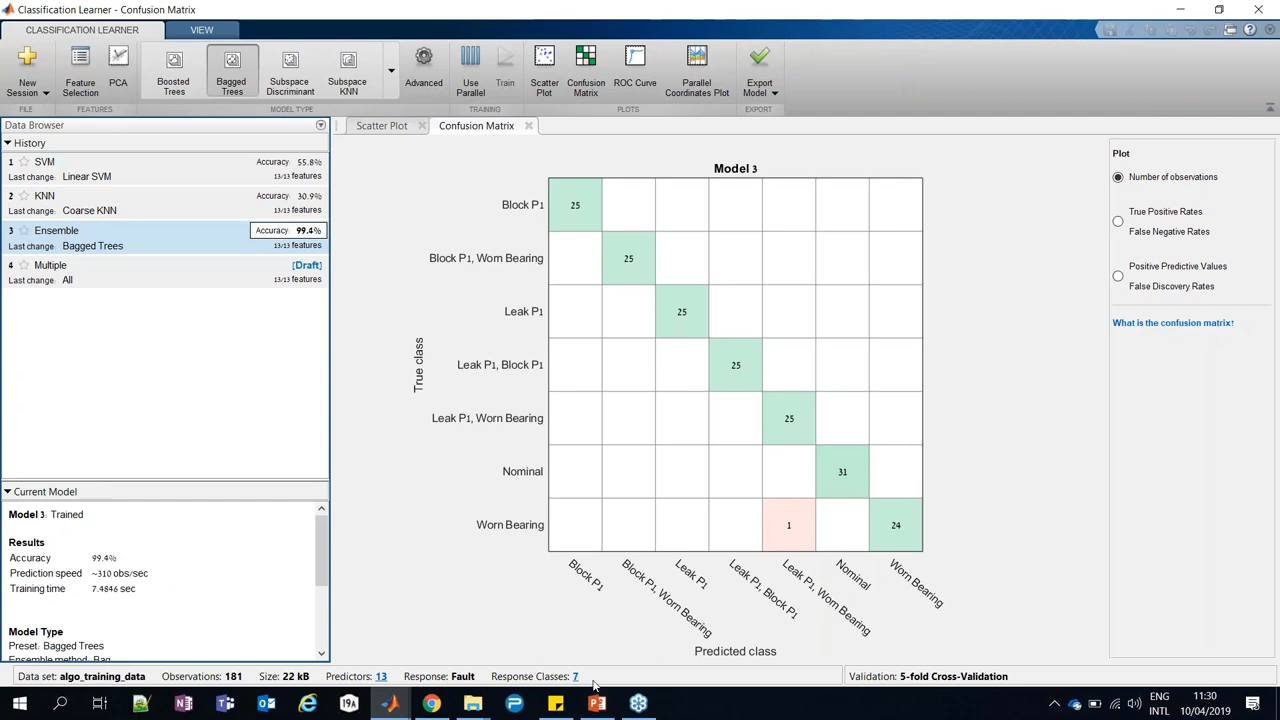 Classification Learner - Confusion Matrix
CLASSIFICATION LEARNER
VIEW
New Session
Feature Selection
PCA
Boosted Trees
Bagged Trees
Subspace Discriminant
Subspace KNN
Advanced
Use Parallel
Train
Scatter Plot
Confusion Matrix
ROC Curve
Parallel Coordinates Plot
Export Model
FILE
FEATURES
MODEL TYPE
TRAINING
PLOTS
EXPORT
Data Browser
History
1 SVM Accuracy: 55.8%
Last change: Linear SVM 13/13 features
2 KNN Accuracy: 30.9%
Last change: Coarse KNN 13/13 features
3 Ensemble Accuracy: 99.4%
Last change: Bagged Trees 13/13 features
4 Multiple [Draft]
Last change: All 13/13 features
Current Model
Model 3: Trained
Results
Accuracy 99.4%
Prediction speed ~310 obs/sec
Training time 7.4846 sec
Model Type
Preset: Bagged Trees
Ensemble method: Bag
Scatter Plot
Confusion Matrix
Model 3
True class
Block P1 25
Block P1, Worn Bearing 25
Leak P1 25
Leak P1, Block P1 25
Leak P1, Worn Bearing 25
Nominal 31
Worn Bearing 1 24
Block P1
Block P1, Worn Bearing
Leak P1
Leak P1, Block P1
Leak P1, Worn Bearing
Nominal
Worn Bearing
Predicted class
Plot
Number of observations
True Positive Rates
False Negative Rates
Positive Predictive Values
False Discovery Rates
What is the confusion matrix?
Data set: algo_training_data Observations: 181 Size: 22 kB Predictors: 13 Response: Fault Response Classes: 7 Validation: 5-fold Cross-Validation
19A
ENG
INTL
11:30
10/04/2019